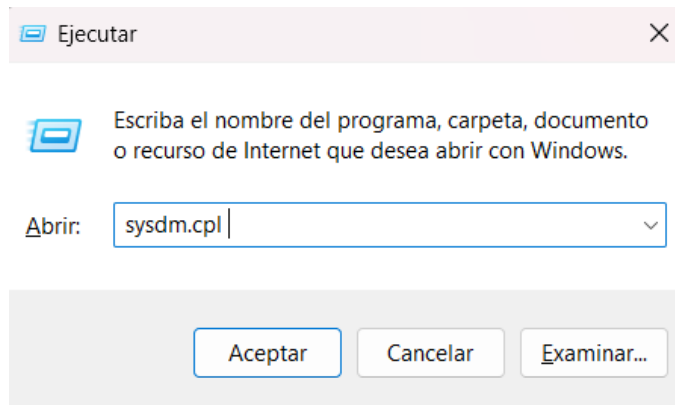 Ejecutar
Escriba el nombre del programa, carpeta, documento
o recurso de Internet que desea abrir con Windows.
Abrir: sysdm.cpl
Aceptar Cancelar Examinar...